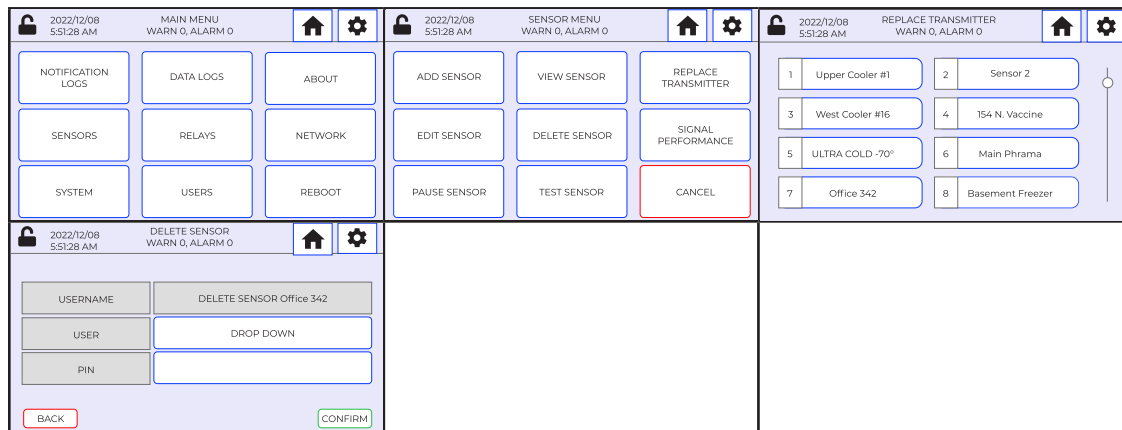 2022/12/08
5:51:28 AM
MAIN MENU
WARN 0, ALARM 0
NOTIFICATION
LOGS
DATA LOGS
ABOUT
SENSORS
RELAYS
NETWORK
SYSTEM
USERS
REBOOT
2022/12/08
5:51:28 AM
SENSOR MENU
WARN 0, ALARM 0
ADD SENSOR
VIEW SENSOR
REPLACE
TRANSMITTER
EDIT SENSOR
DELETE SENSOR
SIGNAL
PERFORMANCE
PAUSE SENSOR
TEST SENSOR
CANCEL
2022/12/08
5:51:28 AM
REPLACE TRANSMITTER
WARN 0, ALARM 0
1 Upper Cooler #1
2 Sensor 2
3 West Cooler #16
4 154 N. Vaccine
5 ULTRA COLD -70°
6 Main Phrama
7 Office 342
8 Basement Freezer
2022/12/08
5:51:28 AM
DELETE SENSOR
WARN 0, ALARM 0
USERNAME
DELETE SENSOR Office 342
USER
DROP DOWN
PIN
BACK
CONFIRM